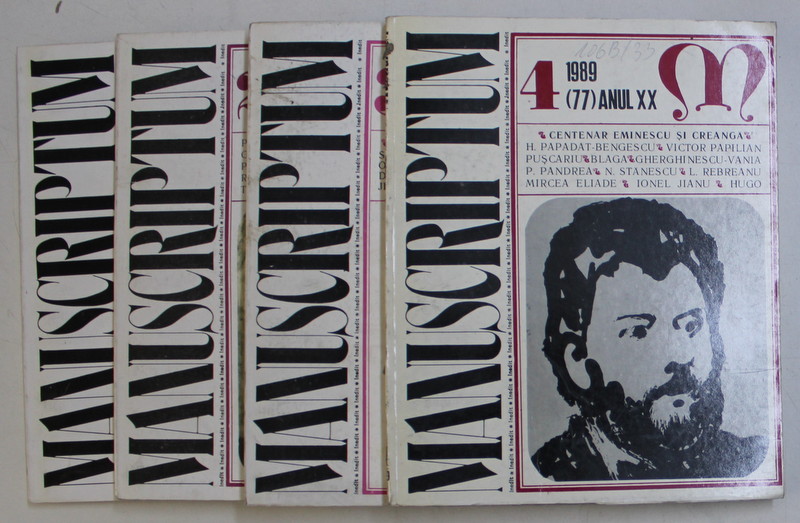 MANUSCRIPTUM
MANUSCRIPTUM
MANUSCRIPTUM
MANUSCRIPTUM
4
1989
(77) ANUL XX
M
CENTENAR EMINESCU ȘI CREANGA
H. PAPADAT-BENGESCU VICTOR PAPILIAN
PUȘCARIU BLAGA GHERGHINESCU-VANIA
P. PANDREA N. STANESCU L. REBREANU
MIRCEA ELIADE IONEL JIANU HUGO